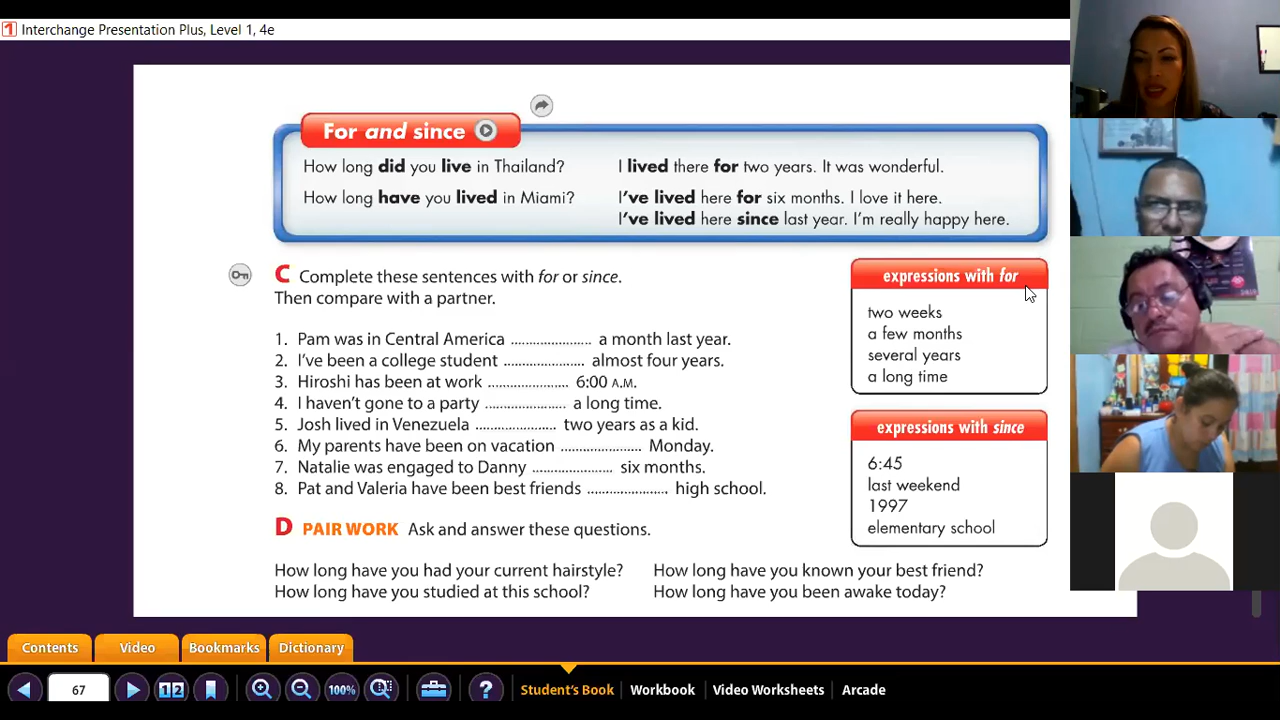 Interchange Presentation Plus, Level 1, 4e
For and since
How long did you live in Thailand? I lived there for two years. It was wonderful.
How long have you lived in Miami? I've lived here for six months. I love it here.
I've lived here since last year. I'm really happy here.
C Complete these sentences with for or since.
Then compare with a partner.
1. Pam was in Central America ..................... a month last year.
2. I've been a college student ..................... almost four years.
3. Hiroshi has been at work ..................... 6:00 A.M.
4. I haven't gone to a party ..................... a long time.
5. Josh lived in Venezuela ..................... two years as a kid.
6. My parents have been on vacation ..................... Monday.
7. Natalie was engaged to Danny ..................... six months.
8. Pat and Valeria have been best friends ..................... high school.
expressions with for
two weeks
a few months
several years
a long time
expressions with since
6:45
last weekend
1997
elementary school
D PAIR WORK Ask and answer these questions.
How long have you had your current hairstyle? How long have you known your best friend?
How long have you studied at this school? How long have you been awake today?
Contents Video Bookmarks Dictionary
67 1 2 100% ? Student's Book Workbook Video Worksheets Arcade